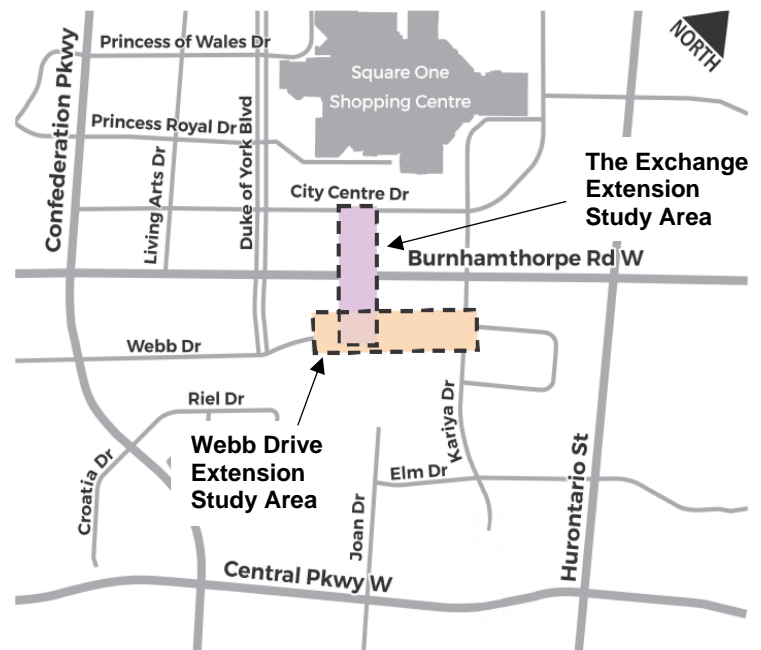 Princess of Wales Dr
Confederation Pkwy
Square One
Shopping Centre
NORTH
Princess Royal Dr
Duke of York Blvd
Living Arts Dr
City Centre Dr
The Exchange
Extension
Study Area
Burnhamthorpe Rd W
Webb Dr
Riel Dr
Webb Drive
Extension
Study Area
Kariya Dr
Croatia Dr
Elm Dr
Joan Dr
Hurontario St
Central Pkwy W